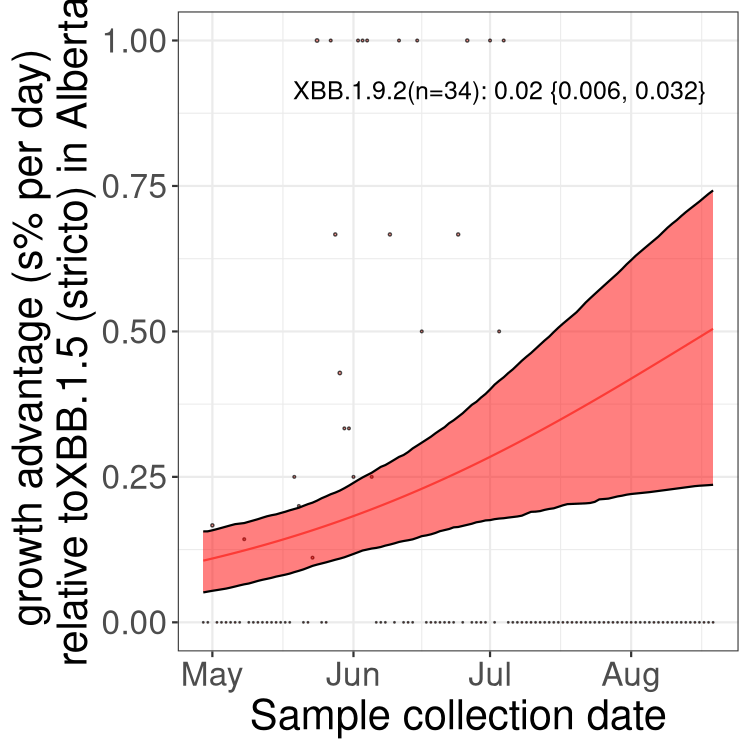 growth advantage (s% per day)
relative toXBB.1.5 (stricto) in Alberta
1.00
0.75
0.50
0.25
0.00
XBB.1.9.2(n=34): 0.02 {0.006, 0.032}
May
Jun
Jul
Aug
Sample collection date